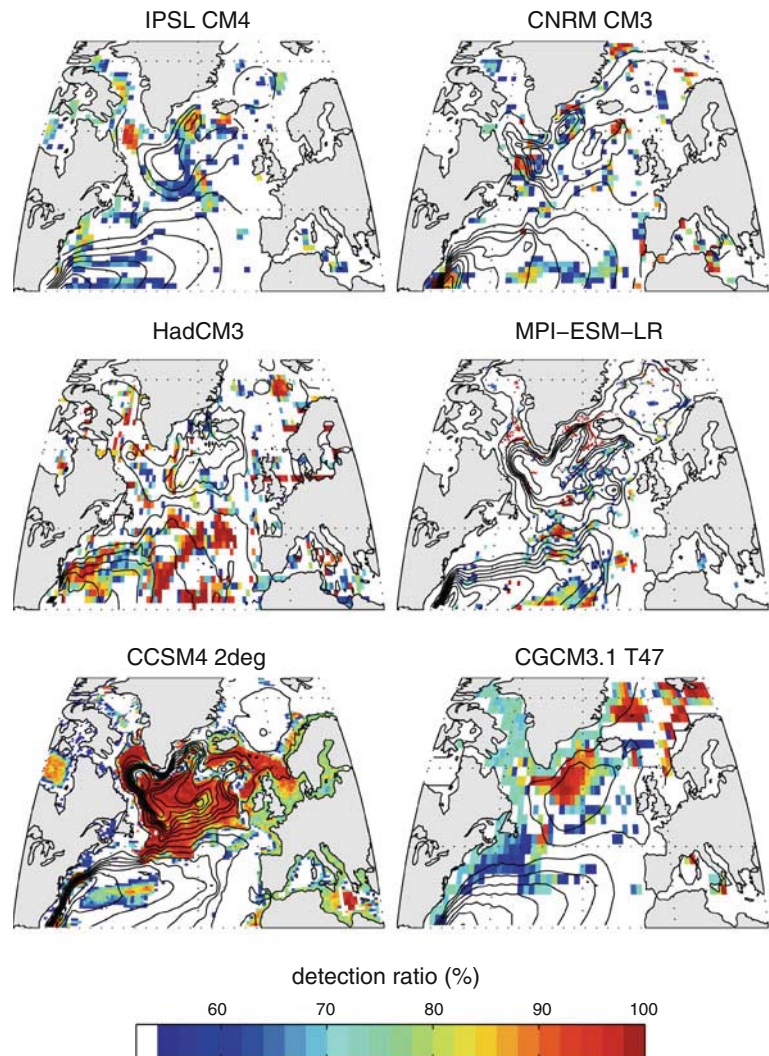 IPSL CM4
CNRM CM3
HadCM3
MPI−ESM−LR
CCSM4 2deg
CGCM3.1 T47
detection ratio (%)
60 70 80 90 100